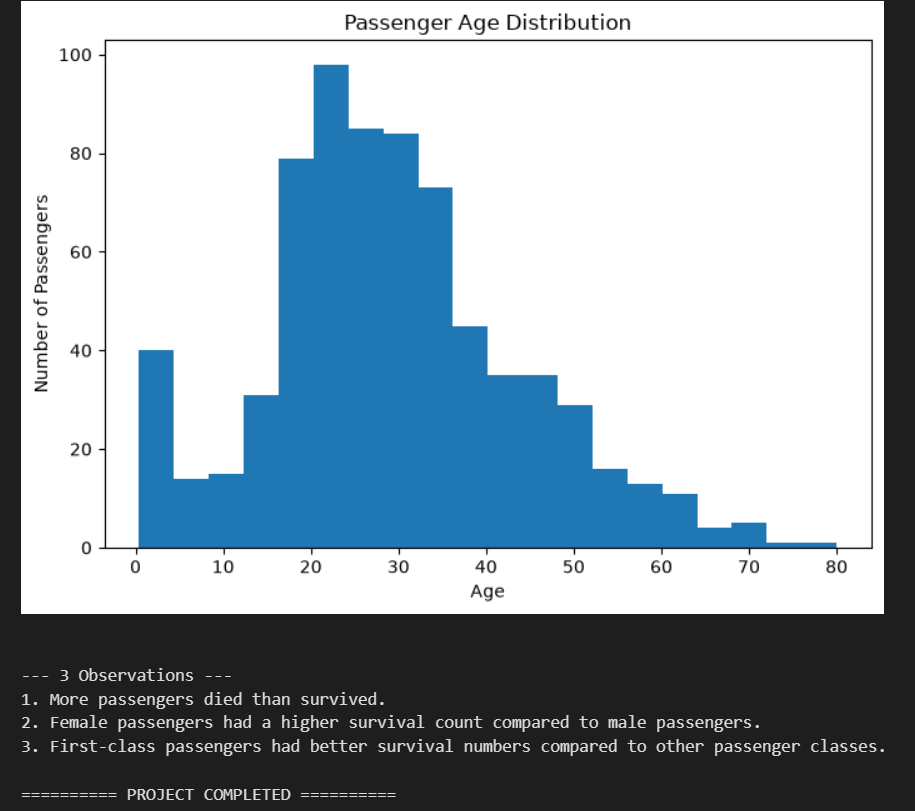 Passenger Age Distribution
100
80
60
40
20
0
Number of Passengers
0 10 20 30 40 50 60 70 80
Age
--- 3 Observations ---
1. More passengers died than survived.
2. Female passengers had a higher survival count compared to male passengers.
3. First-class passengers had better survival numbers compared to other passenger classes.
========== PROJECT COMPLETED ==========